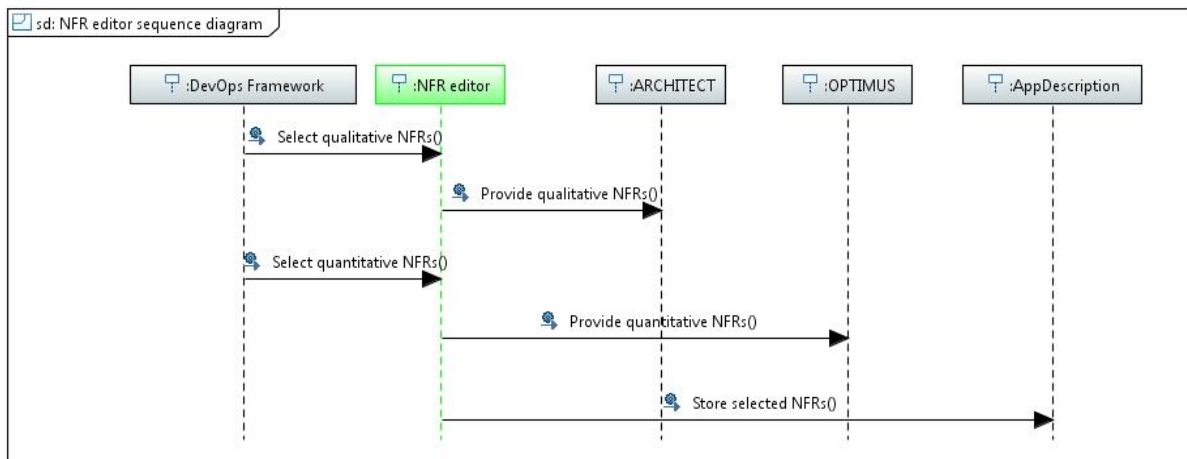 sd: NFR editor sequence diagram
:DevOps Framework
:NFR editor
:ARCHITECT
:OPTIMUS
:AppDescription
Select qualitative NFRs()
Provide qualitative NFRs()
Select quantitative NFRs()
Provide quantitative NFRs()
Store selected NFRs()